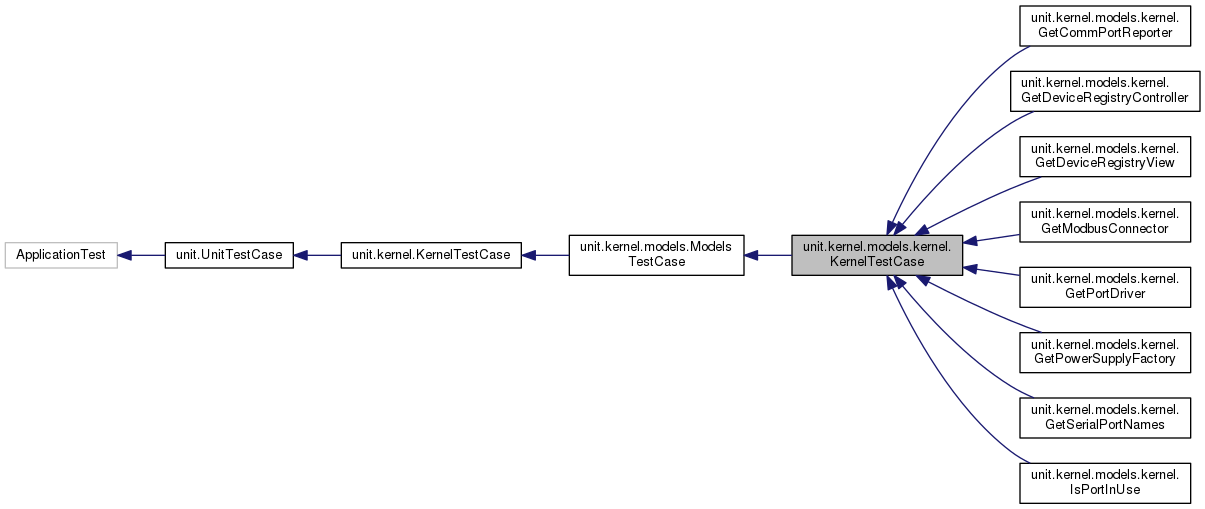 unit.kernel.models.kernel.
GetCommPortReporter
unit.kernel.models.kernel.
GetDeviceRegistryController
unit.kernel.models.kernel.
GetDeviceRegistryView
unit.kernel.models.kernel.
GetModbusConnector
ApplicationTest
unit.UnitTestCase
unit.kernel.KernelTestCase
unit.kernel.models.Models
TestCase
unit.kernel.models.kernel.
KernelTestCase
unit.kernel.models.kernel.
GetPortDriver
unit.kernel.models.kernel.
GetPowerSupplyFactory
unit.kernel.models.kernel.
GetSerialPortNames
unit.kernel.models.kernel.
IsPortInUse